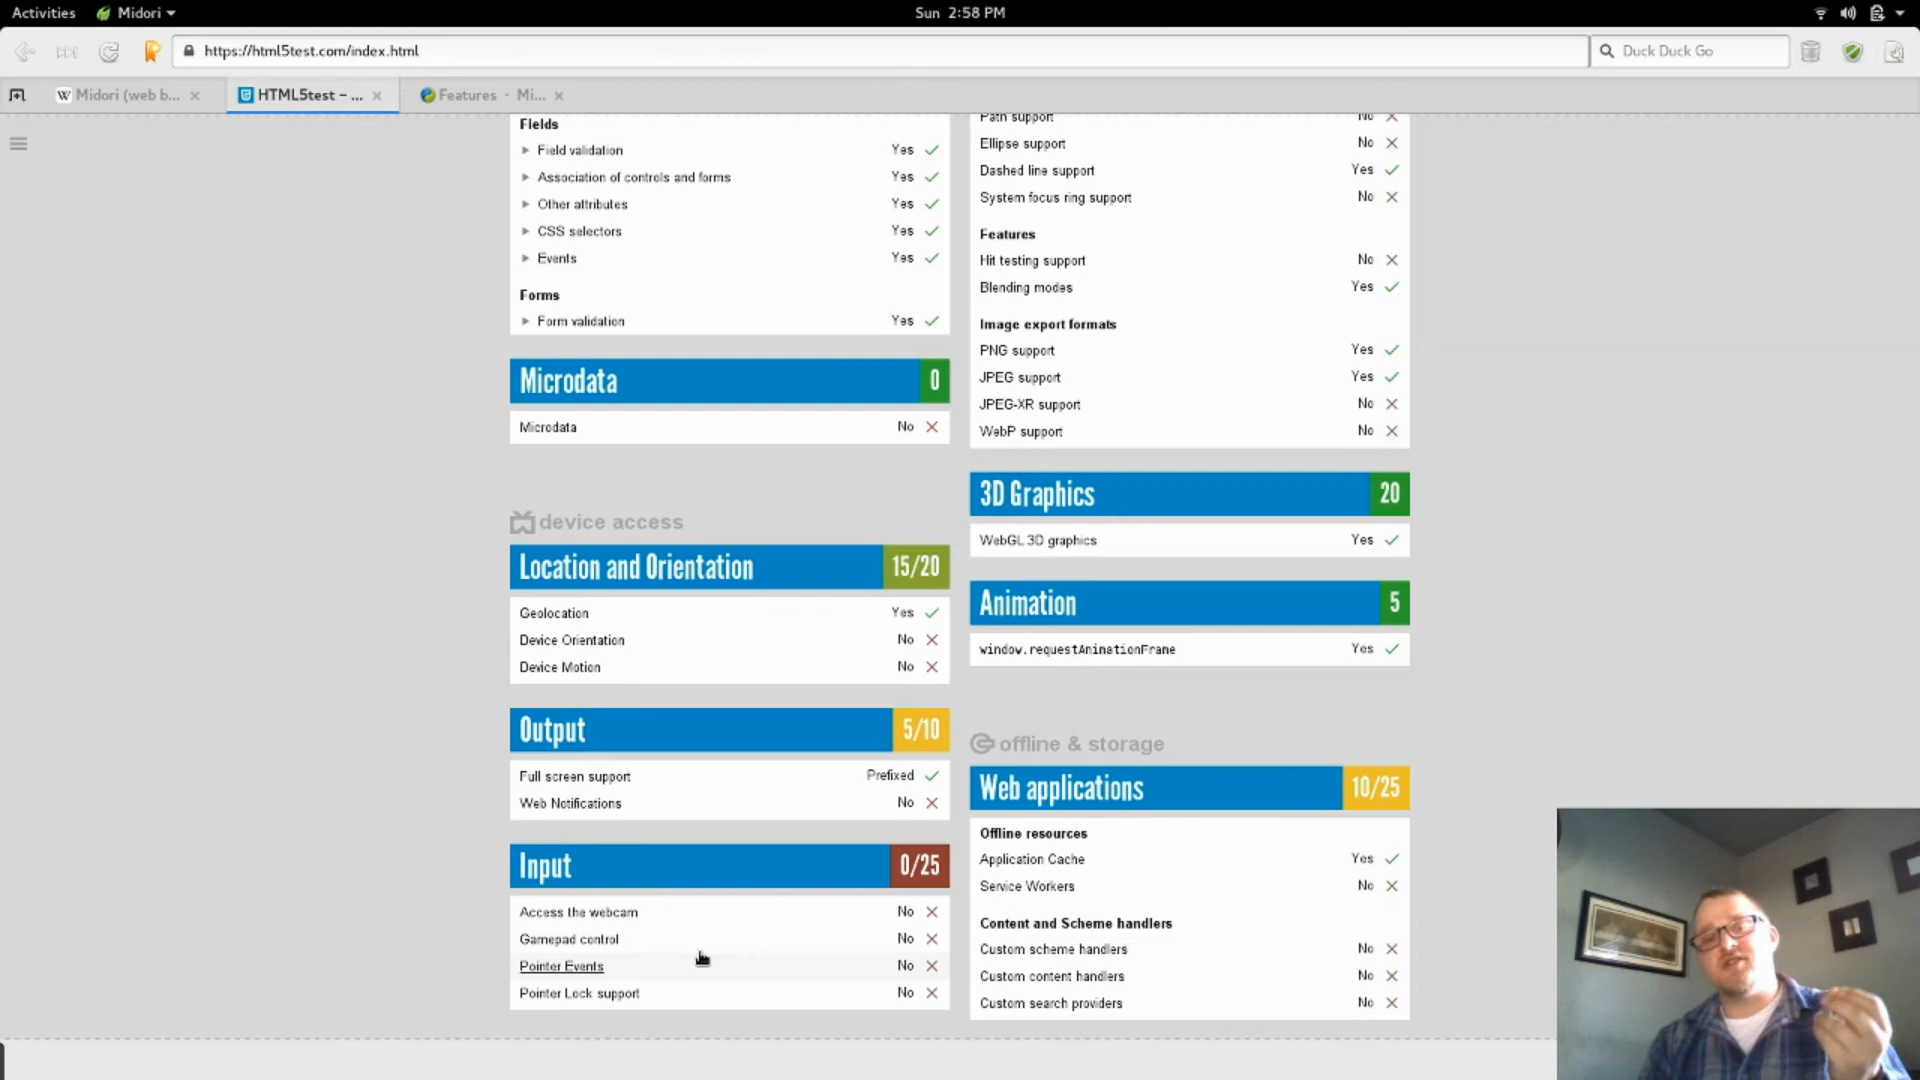 Activities
Midori
Sun 2:58 PM
https://html5test.com/index.html
Duck Duck Go
W Midori (web b...
HTML5test – ...
Features · Mi...
Fields
Field validation Yes
Association of controls and forms Yes
Other attributes Yes
CSS selectors Yes
Events Yes
Forms
Form validation Yes
Microdata 0
Microdata No
device access
Location and Orientation 15/20
Geolocation Yes
Device Orientation No
Device Motion No
Output 5/10
Full screen support Prefixed
Web Notifications No
Input 0/25
Access the webcam No
Gamepad control No
Pointer Events No
Pointer Lock support No
Path support No
Ellipse support No
Dashed line support Yes
System focus ring support No
Features
Hit testing support No
Blending modes Yes
Image export formats
PNG support Yes
JPEG support Yes
JPEG-XR support No
WebP support No
3D Graphics 20
WebGL 3D graphics Yes
Animation 5
window.requestAnimationFrame Yes
offline & storage
Web applications 10/25
Offline resources
Application Cache Yes
Service Workers No
Content and Scheme handlers
Custom scheme handlers No
Custom content handlers No
Custom search providers No